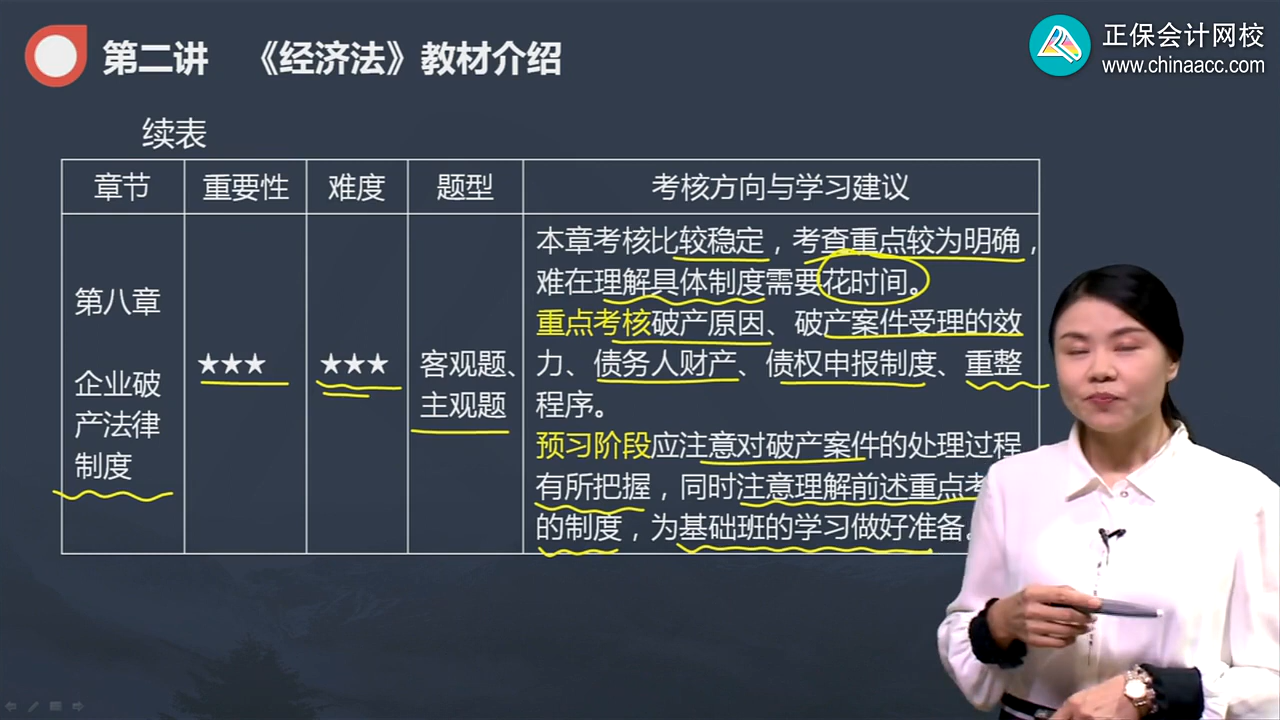 第二讲 《经济法》教材介绍
正保会计网校
www.chinaacc.com
续表
章节 重要性 难度 题型 考核方向与学习建议
第八章
企业破
产法律
制度
★★★
★★★
客观题、
主观题
本章考核比较稳定，考查重点较为明确，
难在理解具体制度需要花时间。
重点考核破产原因、破产案件受理的效
力、债务人财产、债权申报制度、重整
程序。
预习阶段应注意对破产案件的处理过程
有所把握，同时注意理解前述重点考
的制度，为基础班的学习做好准备。